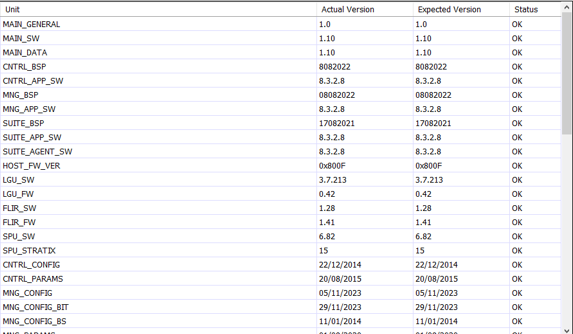 Unit Actual Version Expected Version Status
MAIN_GENERAL 1.0 1.0 OK
MAIN_SW 1.10 1.10 OK
MAIN_DATA 1.10 1.10 OK
CNTRL_BSP 8082022 8082022 OK
CNTRL_APP_SW 8.3.2.8 8.3.2.8 OK
MNG_BSP 08082022 08082022 OK
MNG_APP_SW 8.3.2.8 8.3.2.8 OK
SUITE_BSP 17082021 17082021 OK
SUITE_APP_SW 8.3.2.8 8.3.2.8 OK
SUITE_AGENT_SW 8.3.2.8 8.3.2.8 OK
HOST_FW_VER 0x800F 0x800F OK
LGU_SW 3.7.213 3.7.213 OK
LGU_FW 0.42 0.42 OK
FLIR_SW 1.28 1.28 OK
FLIR_FW 1.41 1.41 OK
SPU_SW 6.82 6.82 OK
SPU_STRATIX 15 15 OK
CNTRL_CONFIG 22/12/2014 22/12/2014 OK
CNTRL_PARAMS 20/08/2015 20/08/2015 OK
MNG_CONFIG 05/11/2023 05/11/2023 OK
MNG_CONFIG_BIT 29/11/2023 29/11/2023 OK
MNG_CONFIG_BS 11/01/2014 11/01/2014 OK